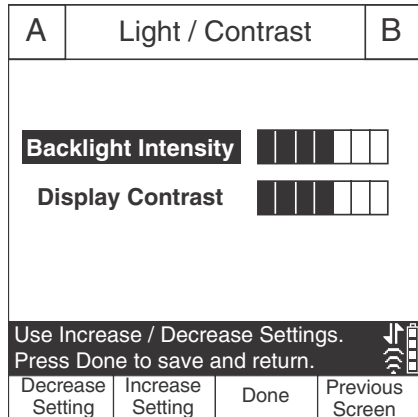 A Light / Contrast B
Backlight Intensity
Display Contrast
Use Increase / Decrease Settings.
Press Done to save and return.
Decrease Setting
Increase Setting
Done
Previous Screen